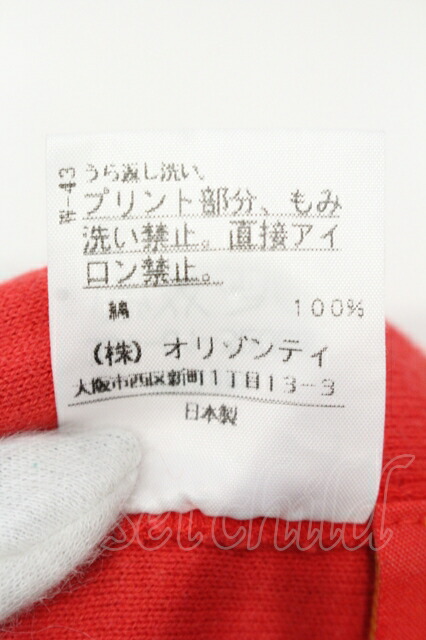 うら返し洗い。
プリント部分、もみ
洗い禁止。直接アイ
ロン禁止。
綿 100%
(株) オリゾンティ
大阪市西区新町1丁目13-3
日本製